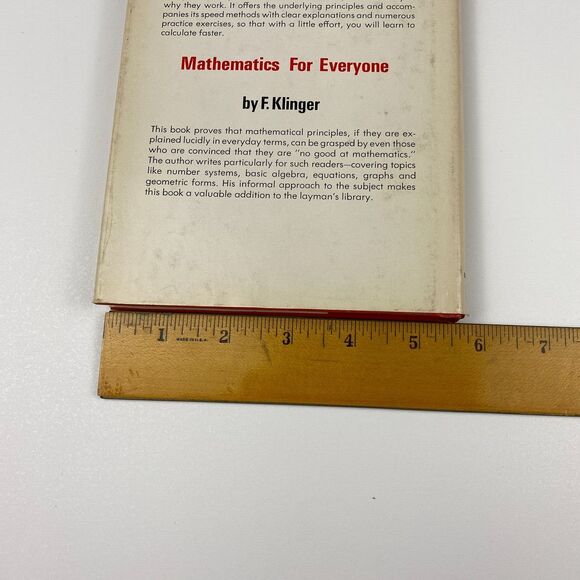 why they work. It offers the underlying principles and accom-
panies its speed methods with clear explanations and numerous
practice exercises, so that with a little effort, you will learn to
calculate faster.
Mathematics For Everyone
by F. Klinger
This book proves that mathematical principles, if they are ex-
plained lucidly in everyday terms, can be grasped by even those
who are convinced that they are "no good at mathematics."
The author writes particularly for such readers—covering topics
like number systems, basic algebra, equations, graphs and
geometric forms. His informal approach to the subject makes
this book a valuable addition to the layman's library.
1 2 3 4 5 6 7
MADE IN U.S.A.